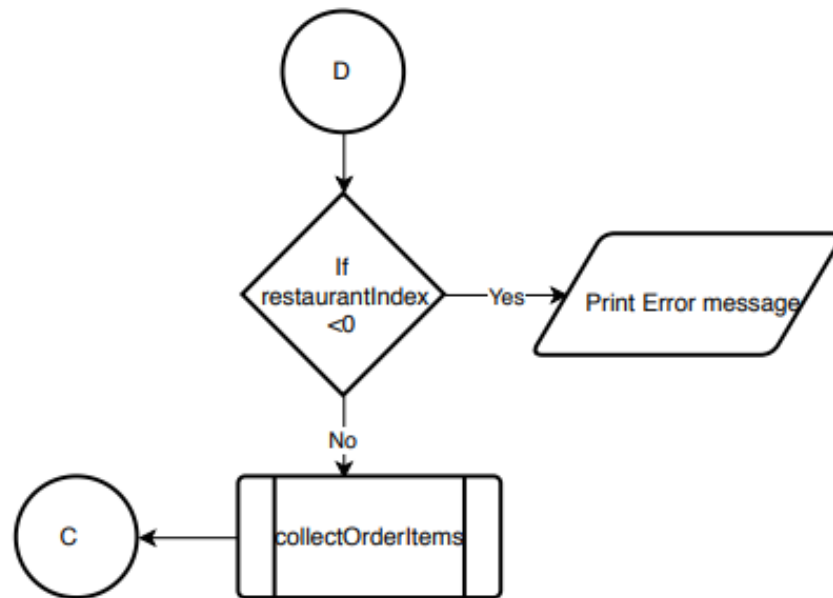 D
If
restaurantIndex
<0
Yes
Print Error message
No
collectOrderItems
C